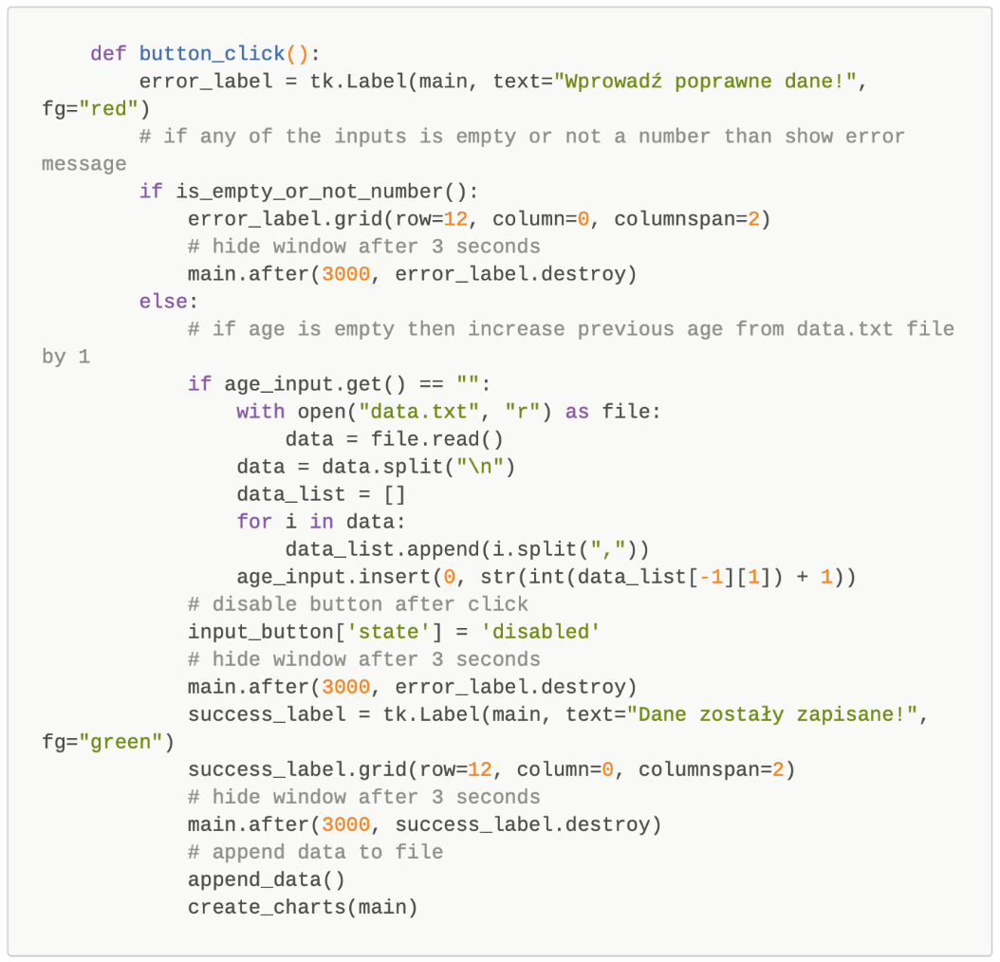 def button_click():
        error_label = tk.Label(main, text="Wprowadź poprawne dane!",
fg="red")
        # if any of the inputs is empty or not a number than show error
message
        if is_empty_or_not_number():
            error_label.grid(row=12, column=0, columnspan=2)
            # hide window after 3 seconds
            main.after(3000, error_label.destroy)
        else:
            # if age is empty then increase previous age from data.txt file
by 1
            if age_input.get() == "":
                with open("data.txt", "r") as file:
                    data = file.read()
                data = data.split("\n")
                data_list = []
                for i in data:
                    data_list.append(i.split(","))
                age_input.insert(0, str(int(data_list[-1][1]) + 1))
            # disable button after click
            input_button['state'] = 'disabled'
            # hide window after 3 seconds
            main.after(3000, error_label.destroy)
            success_label = tk.Label(main, text="Dane zostały zapisane!",
fg="green")
            success_label.grid(row=12, column=0, columnspan=2)
            # hide window after 3 seconds
            main.after(3000, success_label.destroy)
            # append data to file
            append_data()
            create_charts(main)